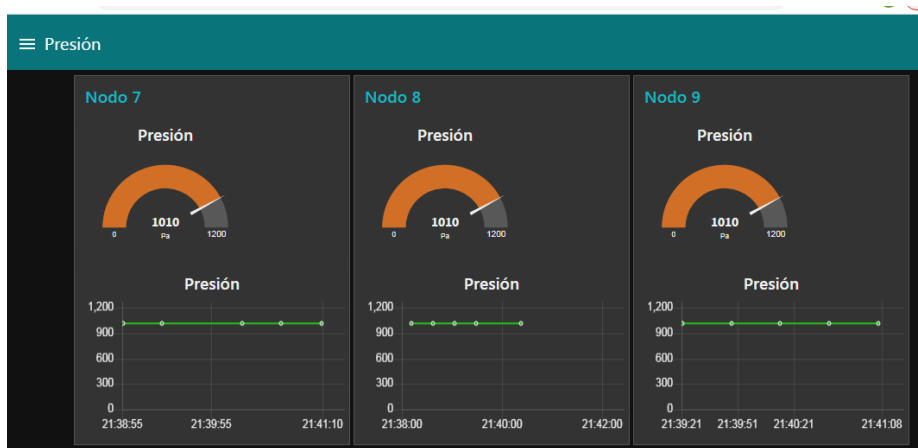 Presión
Nodo 7
Presión
1010
Pa
0
1200
Presión
1,200
900
600
300
0
21:38:55 21:39:55 21:41:10
Nodo 8
Presión
1010
Pa
0
1200
Presión
1,200
900
600
300
0
21:38:00 21:40:00 21:42:00
Nodo 9
Presión
1010
Pa
0
1200
Presión
1,200
900
600
300
0
21:39:21 21:39:51 21:40:21 21:41:08